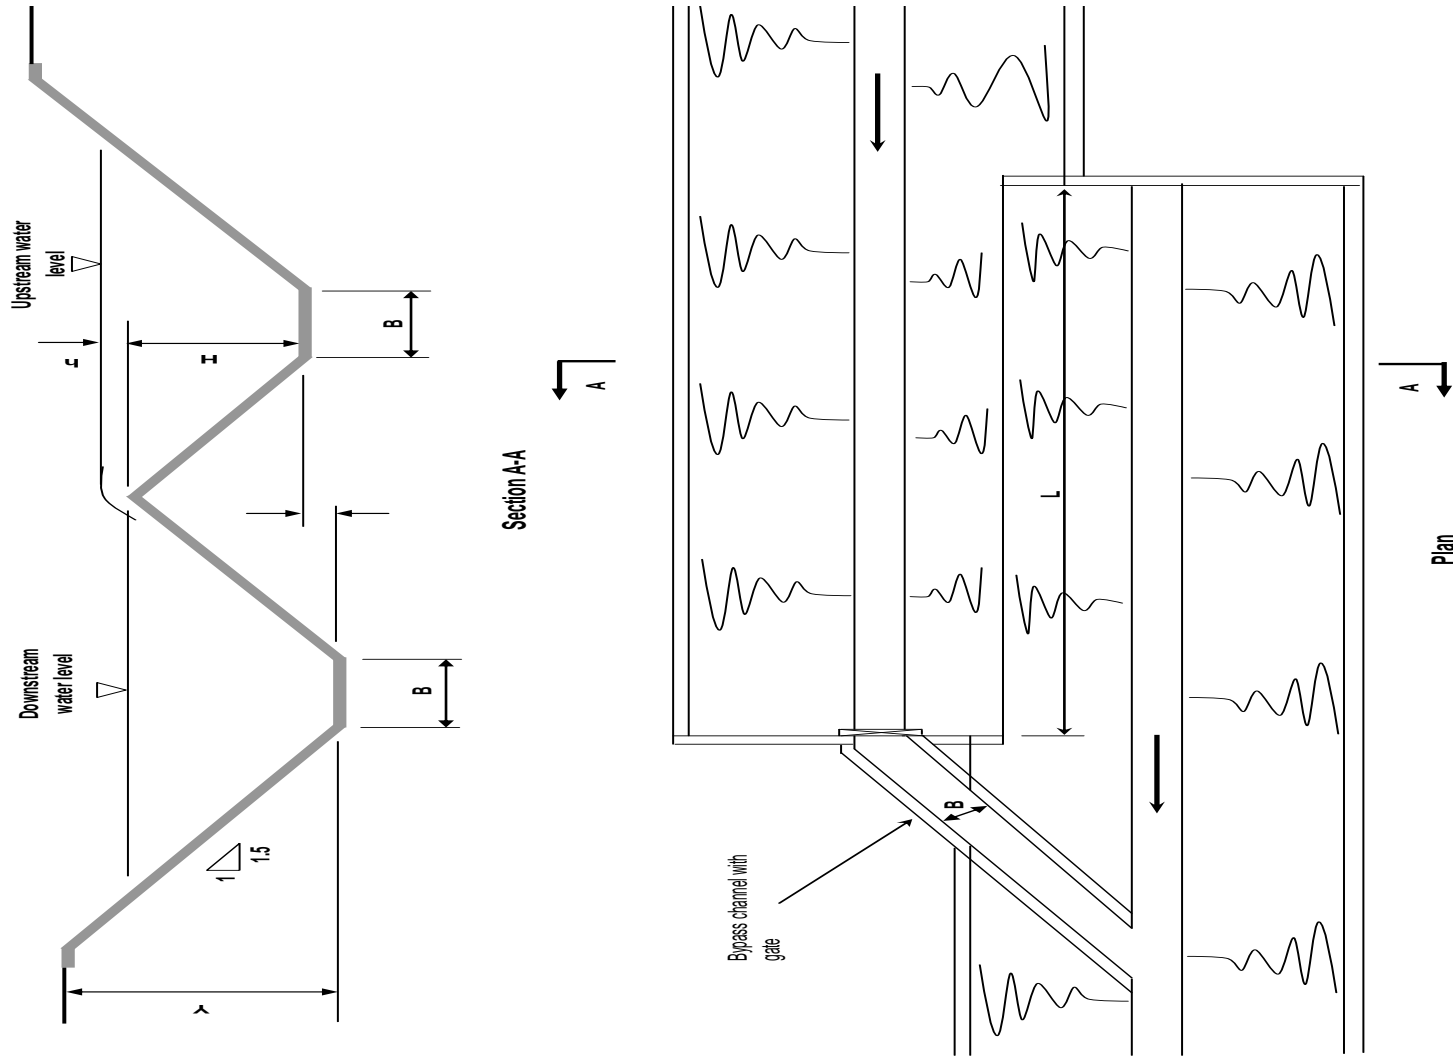 Upstream water
level
h
H
B
Downstream
water level
B
1
1.5
Y
Section A-A
A
A
L
B
Bypass channel with
gate
Plan